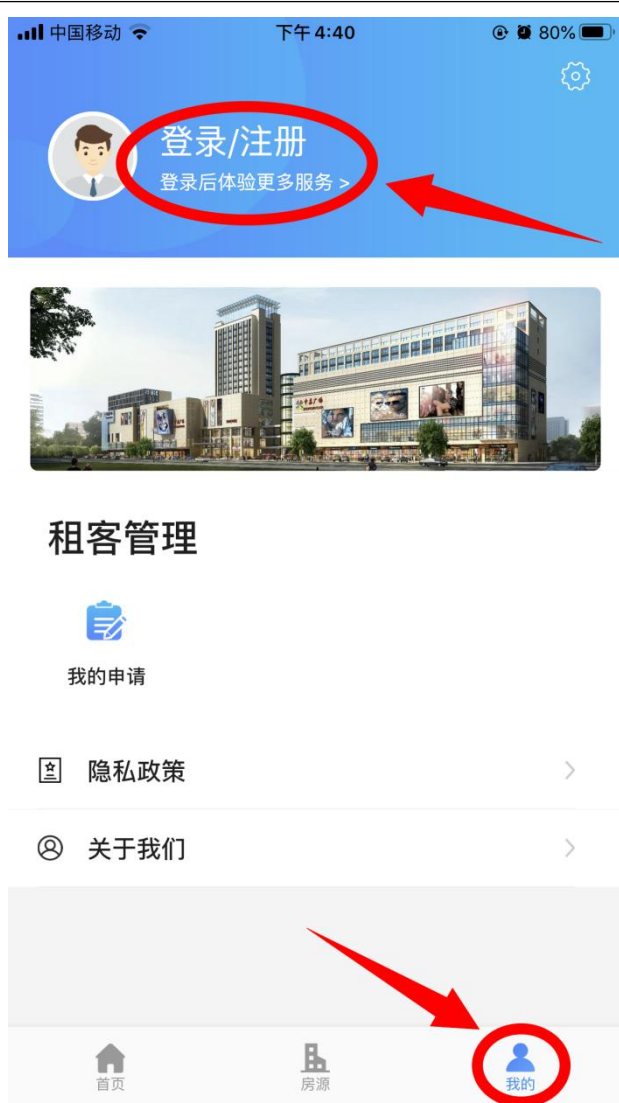 中国移动 下午 4:40 80%
登录/注册
登录后体验更多服务 >
租客管理
我的申请
隐私政策
关于我们
首页 房源 我的